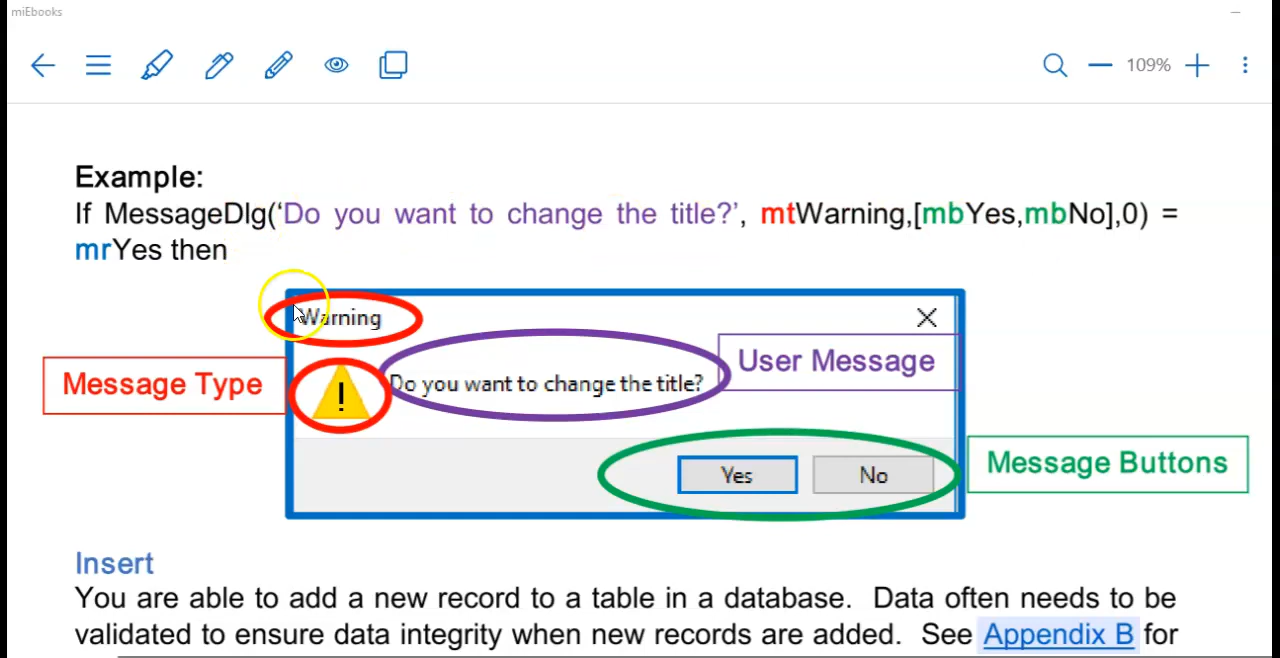 miEbooks
109%
Example:
If MessageDlg(‘Do you want to change the title?’, mtWarning,[mbYes,mbNo],0) =
mrYes then
Warning
Message Type
Do you want to change the title?
User Message
Yes
No
Message Buttons
Insert
You are able to add a new record to a table in a database. Data often needs to be
validated to ensure data integrity when new records are added. See Appendix B for